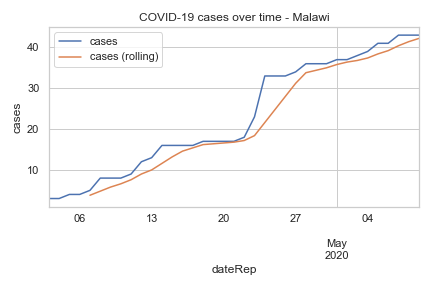 COVID-19 cases over time - Malawi
cases
cases (rolling)
cases
40
30
20
10
06
13
20
27
04
May
2020
dateRep